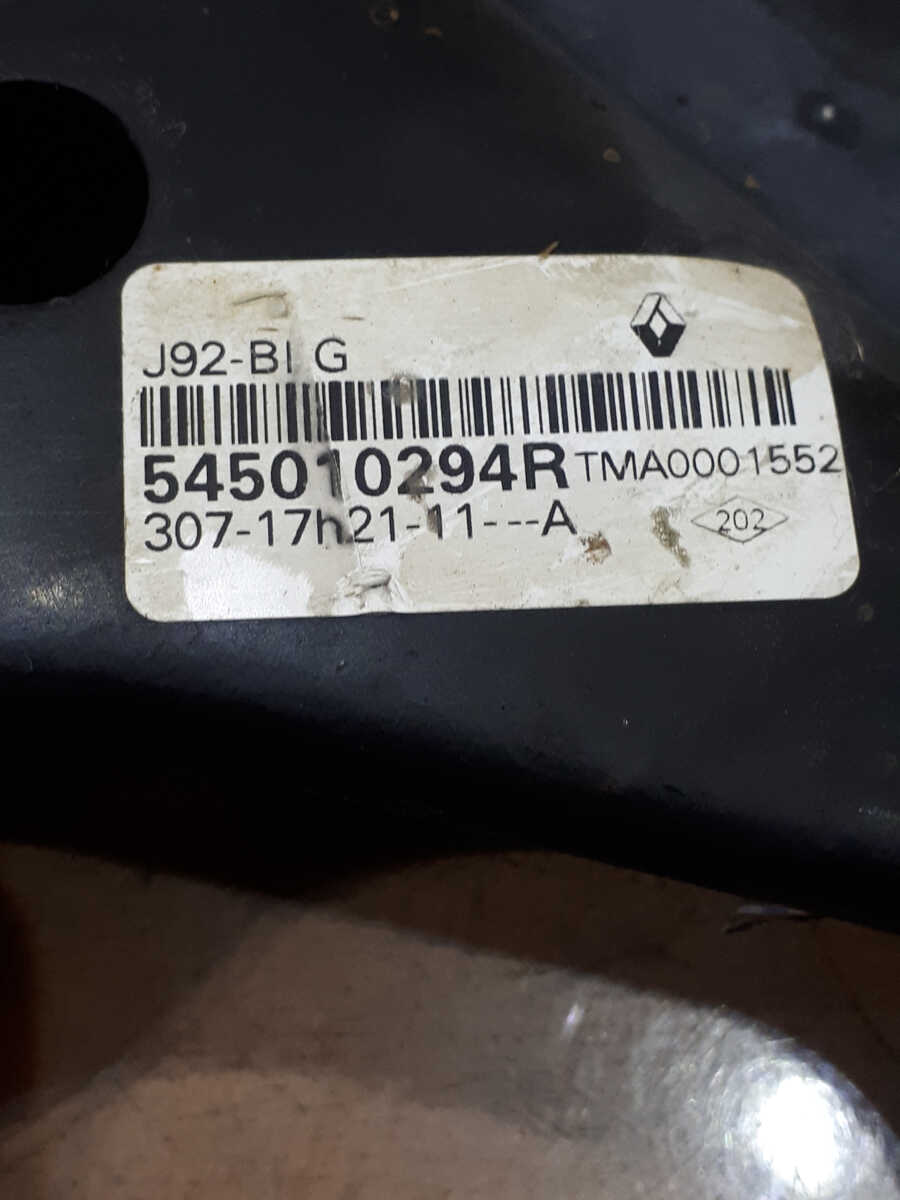 J92-BI G
545010294R TMA0001552
307-17h21-11---A
202